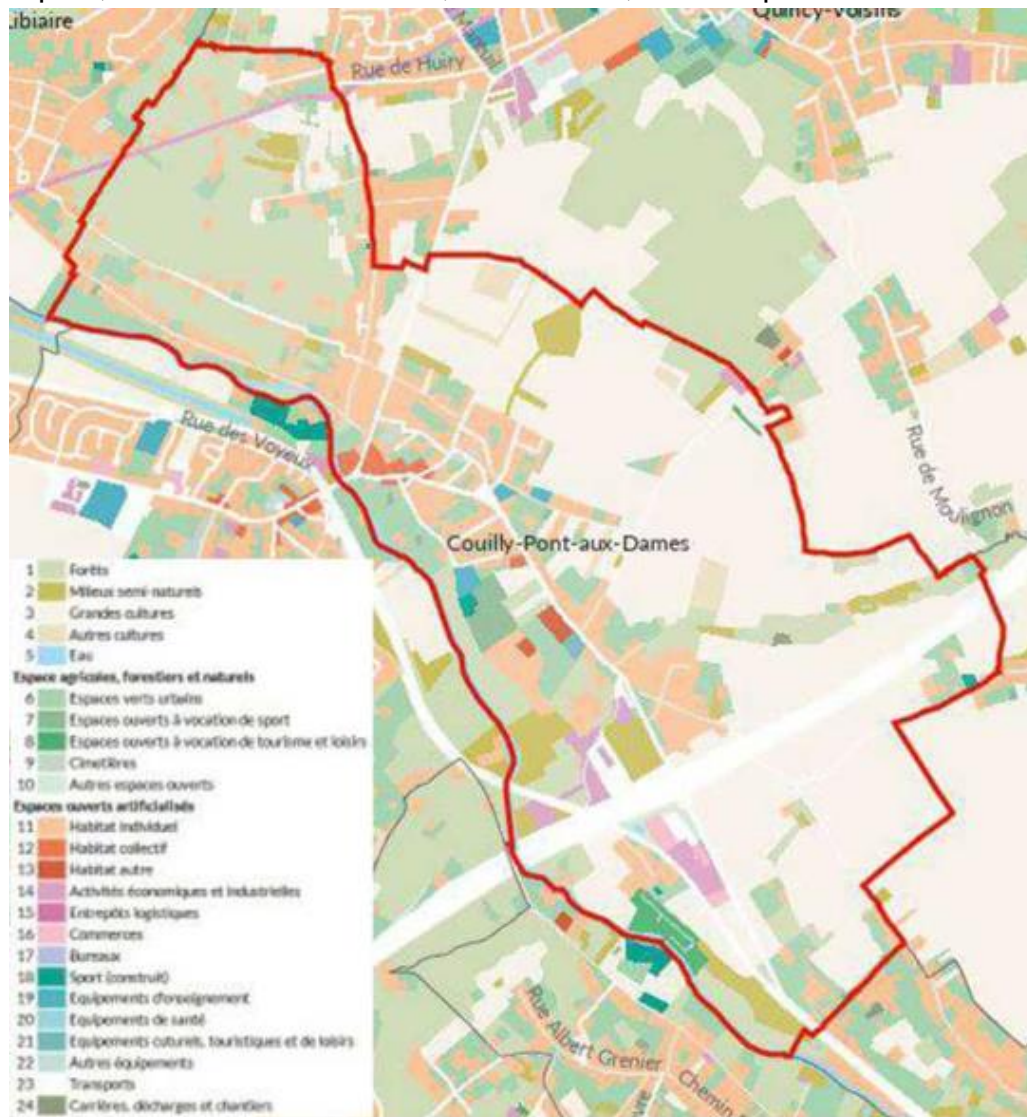 Quincy-Voisins
Rue de Huiry
Rue des Voyeux
Rue de Moulignon
Couilly-Pont-aux-Dames
1 Forêts
2 Milieux semi-naturels
3 Grandes cultures
4 Autres cultures
5 Eau
Espace agricoles, forestiers et naturels
6 Espaces verts urbains
7 Espaces ouverts à vocation de sport
8 Espaces ouverts à vocation de tourisme et loisirs
9 Cimetières
10 Autres espaces ouverts
Espaces ouverts artificialisés
11 Habitat individuel
12 Habitat collectif
13 Habitat autre
14 Activités économiques et industrielles
15 Entrepôts logistiques
16 Commerces
17 Bureaux
18 Sport (construit)
19 Equipements d'enseignement
20 Equipements de santé
21 Equipements cuturels, touristiques et de loisirs
22 Autres équipements
23 Transports
24 Carrières, décharges et chantiers
Rue Albert Grenier
Chemin